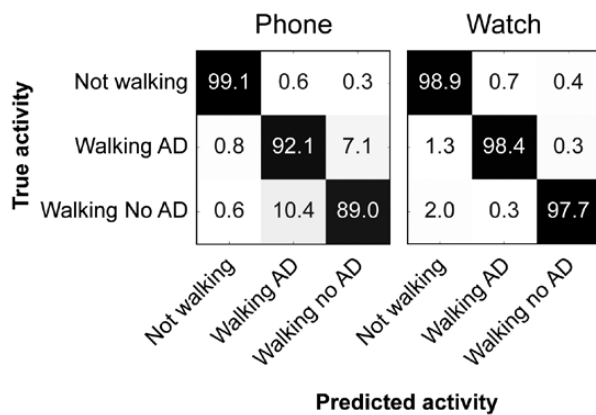 Phone Watch
True activity
Not walking 99.1 0.6 0.3 98.9 0.7 0.4
Walking AD 0.8 92.1 7.1 1.3 98.4 0.3
Walking No AD 0.6 10.4 89.0 2.0 0.3 97.7
Not walking Walking AD Walking no AD Not walking Walking AD Walking no AD
Predicted activity